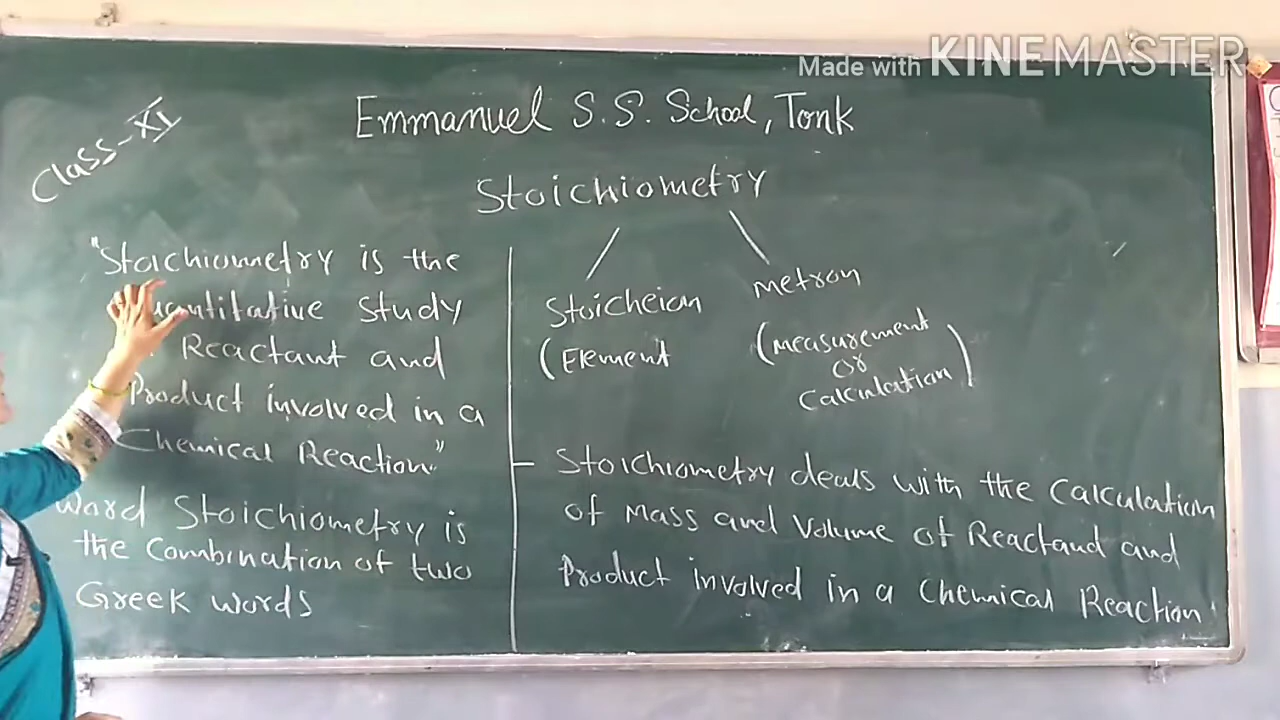 Made with KINEMASTER
Emmanuel S.S. School, Tonk
Class-XI
Stoichiometry
"Stoichiometry is the
quantitative study
Reactant and
Product involved in a
Chemical Reaction"
Word Stoichiometry is
the Combination of two
Greek words
Stoicheion
(Element
metron
(measurement
or
calculation)
- Stoichiometry deals with the calculation
of mass and volume of Reactand and
Product involved in a Chemical Reaction